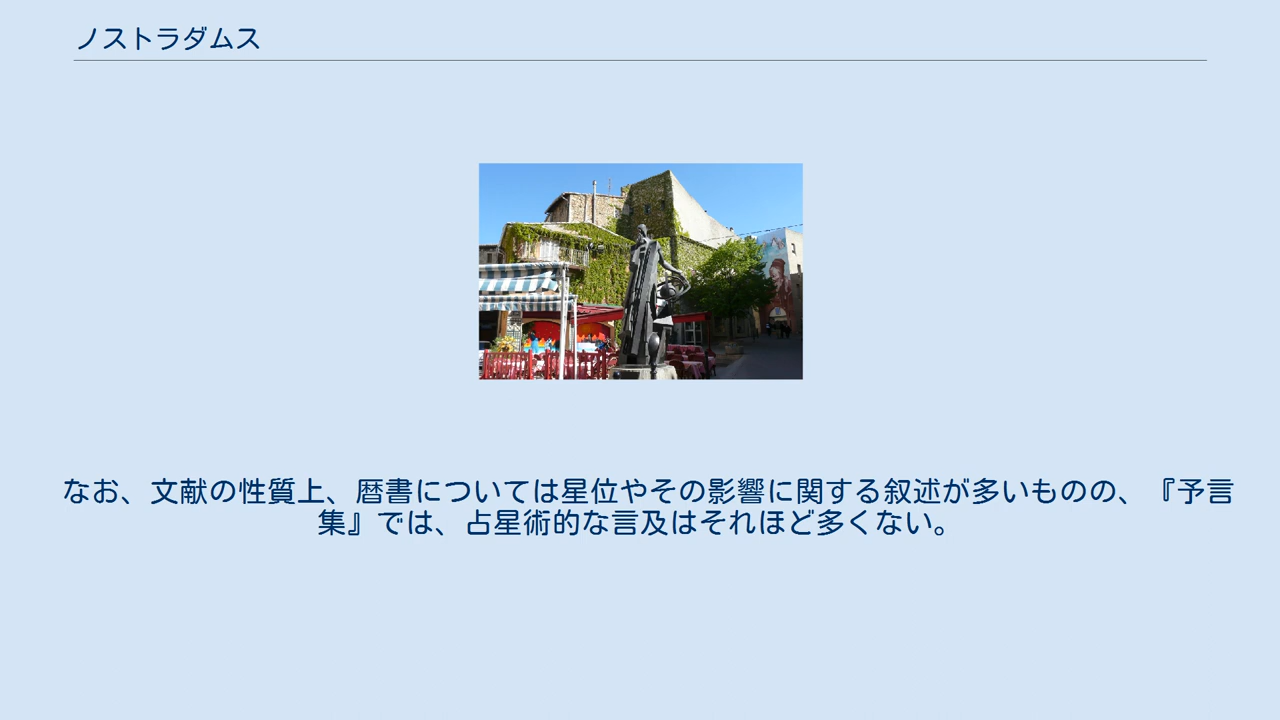 ノストラダムス
なお、文献の性質上、暦書については星位やその影響に関する叙述が多いものの、『予言
集』では、占星術的な言及はそれほど多くない。